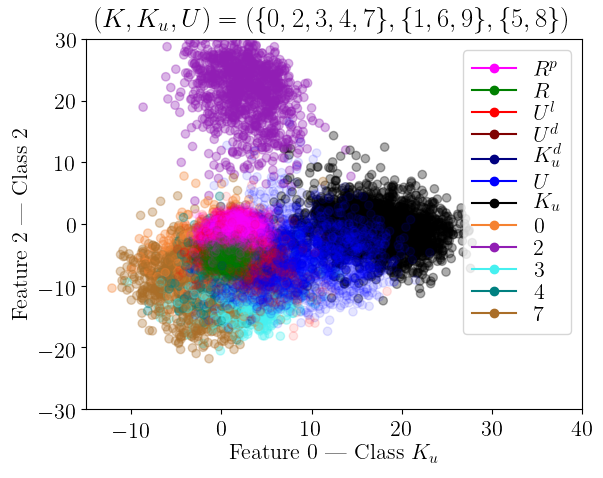 (K, K_u, U) = ({0, 2, 3, 4, 7}, {1, 6, 9}, {5, 8})
30
20
10
0
−10
−20
−30
Feature 2 — Class 2
−10 0 10 20 30 40
Feature 0 — Class K_u
R^p
R
U^l
U^d
K_u^d
U
K_u
0
2
3
4
7